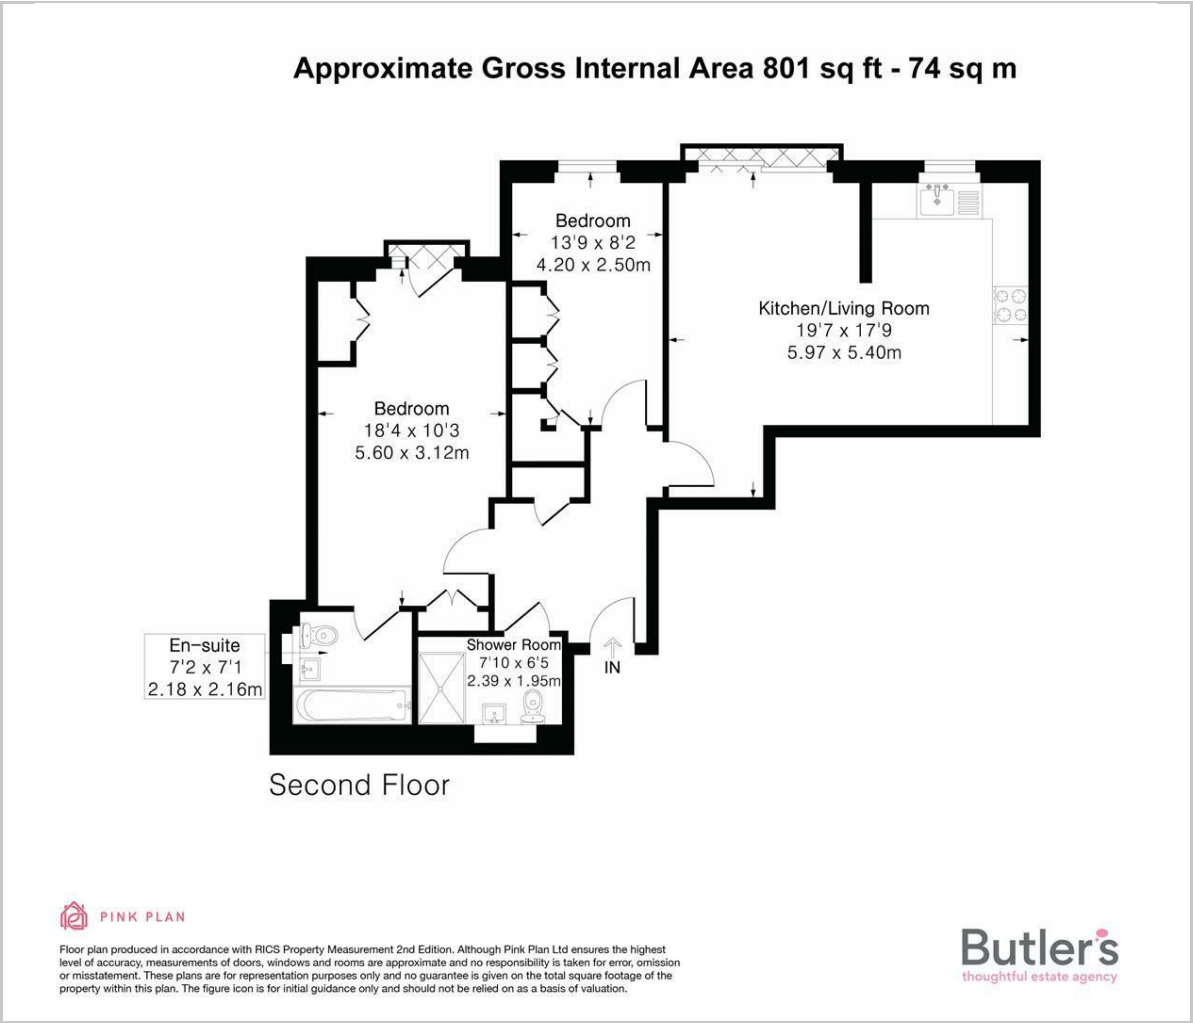 Approximate Gross Internal Area 801 sq ft - 74 sq m
Bedroom
13'9 x 8'2
4.20 x 2.50m
Kitchen/Living Room
19'7 x 17'9
5.97 x 5.40m
Bedroom
18'4 x 10'3
5.60 x 3.12m
En-suite
7'2 x 7'1
2.18 x 2.16m
Shower Room
7'10 x 6'5
2.39 x 1.95m
IN
Second Floor
PINK PLAN
Floor plan produced in accordance with RICS Property Measurement 2nd Edition. Although Pink Plan Ltd ensures the highest
level of accuracy, measurements of doors, windows and rooms are approximate and no responsibility is taken for error, omission
or misstatement. These plans are for representation purposes only and no guarantee is given on the total square footage of the
property within this plan. The figure icon is for initial guidance only and should not be relied on as a basis of valuation.
Butler's
thoughtful estate agency